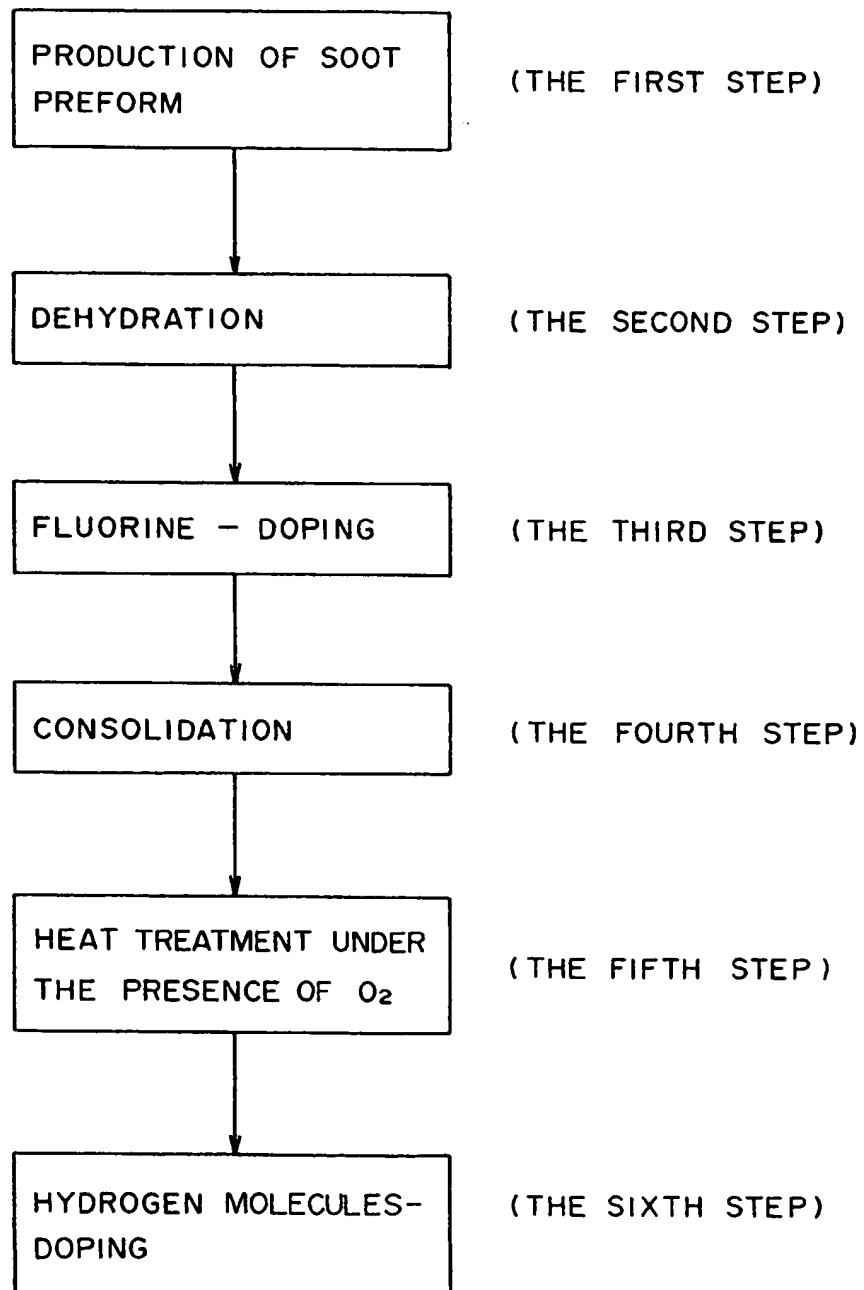 PRODUCTION OF SOOT
PREFORM
(THE FIRST STEP)
DEHYDRATION
(THE SECOND STEP)
FLUORINE – DOPING
(THE THIRD STEP)
CONSOLIDATION
(THE FOURTH STEP)
HEAT TREATMENT UNDER
THE PRESENCE OF O₂
(THE FIFTH STEP)
HYDROGEN MOLECULES-
DOPING
(THE SIXTH STEP)